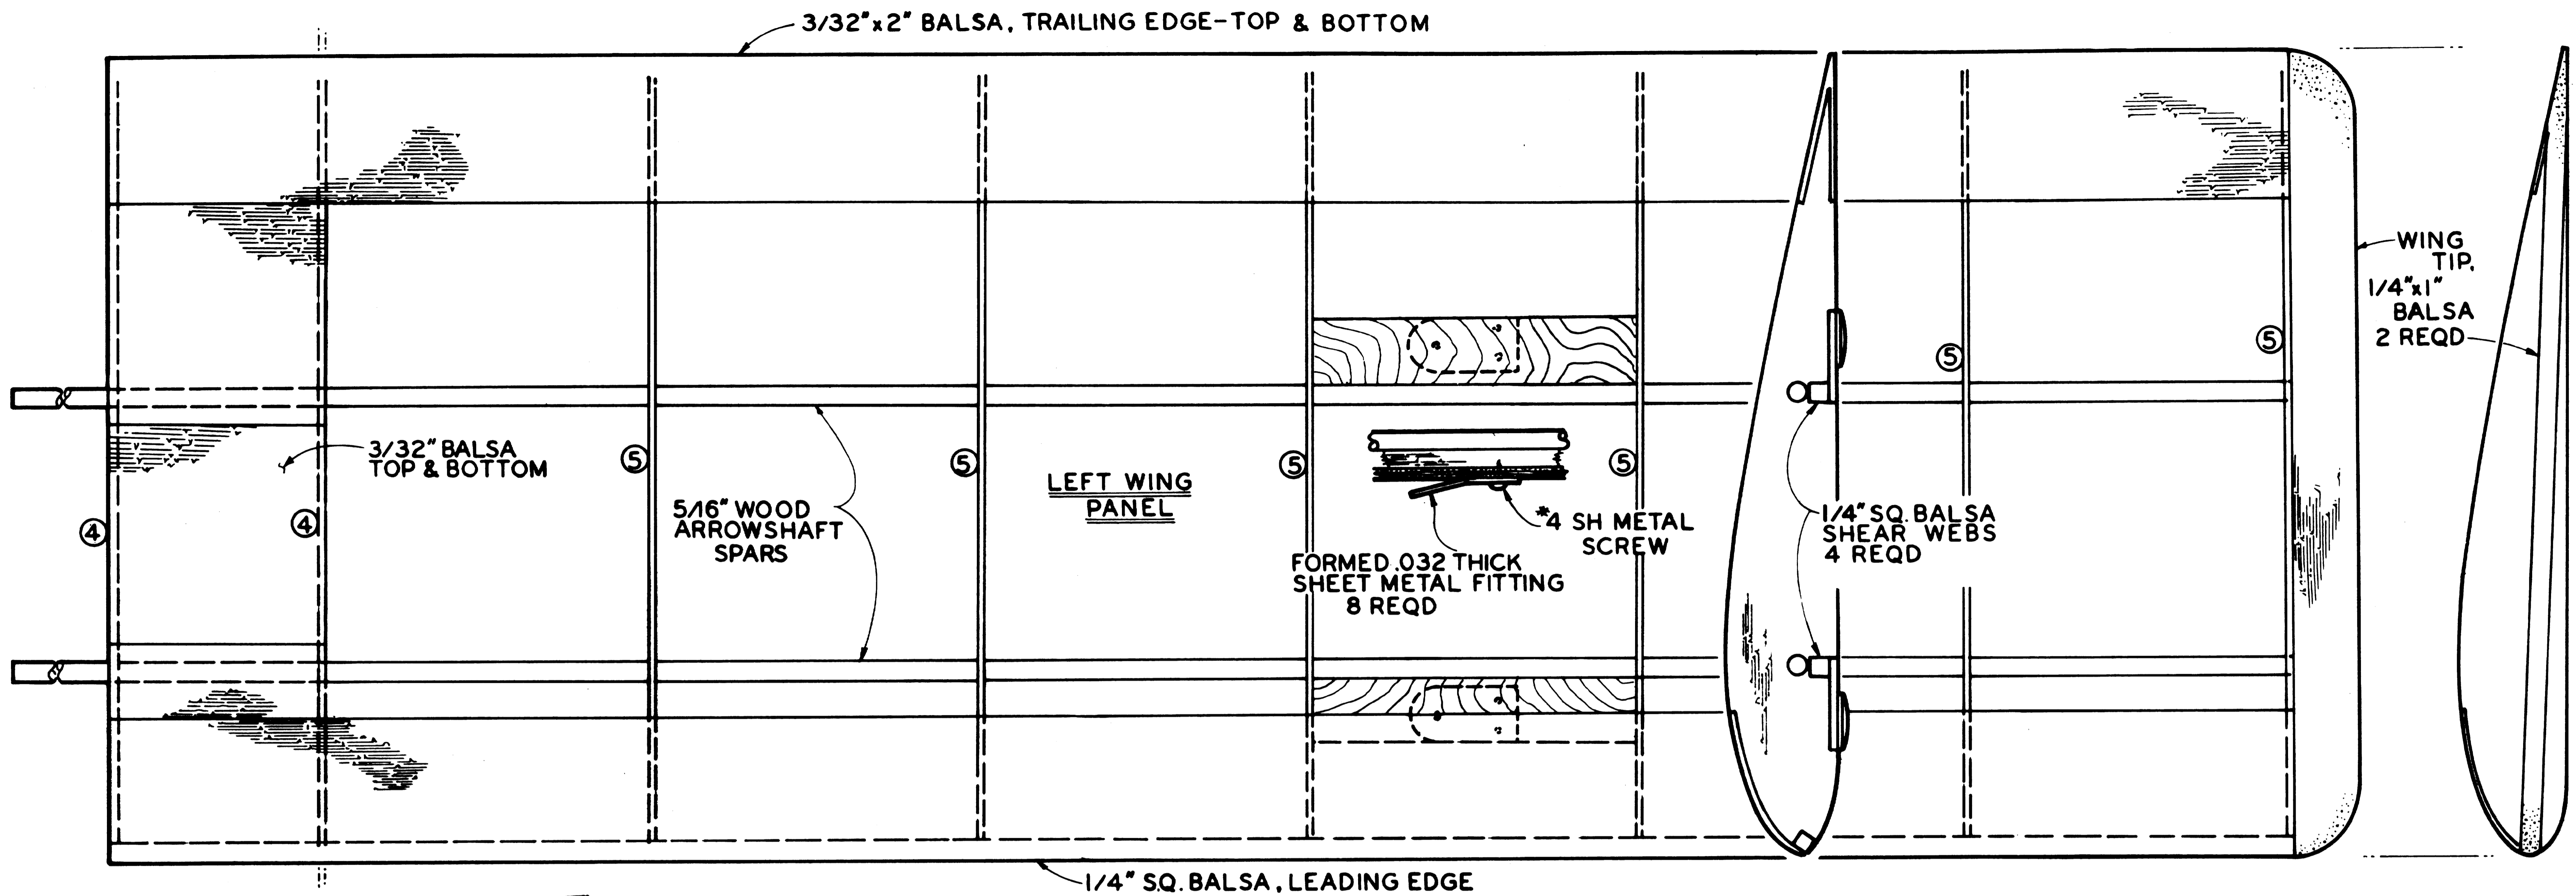 3/32"x2" BALSA, TRAILING EDGE-TOP & BOTTOM
WING
TIP,
1/4"x1"
BALSA
2 REQD
5
5
3/32" BALSA
TOP & BOTTOM
5
5
5
5
4
4
5/16" WOOD
ARROWSHAFT
SPARS
LEFT WING
PANEL
*4 SH METAL
SCREW
FORMED .032 THICK
SHEET METAL FITTING
8 REQD
1/4" SQ. BALSA
SHEAR WEBS
4 REQD
1/4" SQ. BALSA, LEADING EDGE